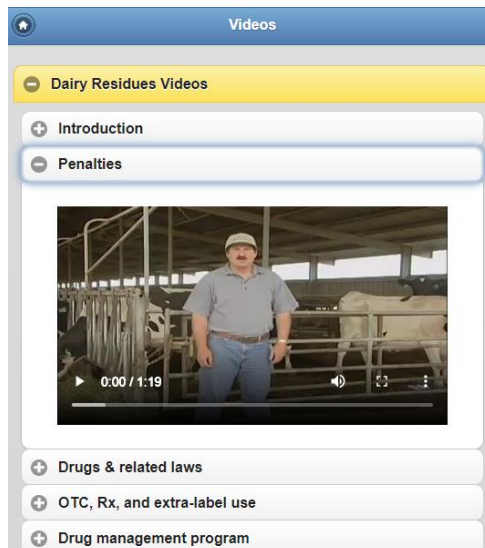 Videos
Dairy Residues Videos
Introduction
Penalties
0:00 / 1:19
Drugs & related laws
OTC, Rx, and extra-label use
Drug management program